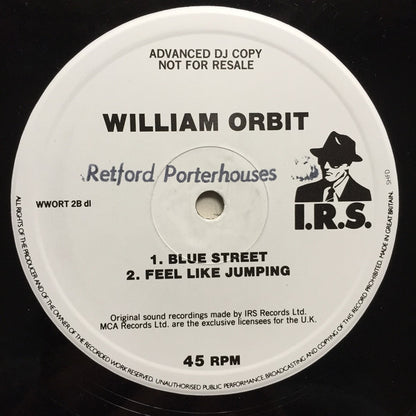 ADVANCED DJ COPY
NOT FOR RESALE
WILLIAM ORBIT
Retford Porterhouses
SHFD
WWORT 2B dl
I.R.S.
1. BLUE STREET
2. FEEL LIKE JUMPING
Original sound recordings made by IRS Records Ltd.
MCA Records Ltd. are the exclusive licensees for the U.K.
45 RPM
ALL RIGHTS OF THE PRODUCER AND OF THE OWNER OF THE RECORDED WORK RESERVED. UNAUTHORISED PUBLIC PERFORMANCE, BROADCASTING AND COPYING OF THIS RECORD PROHIBITED. MADE IN GREAT BRITAIN.